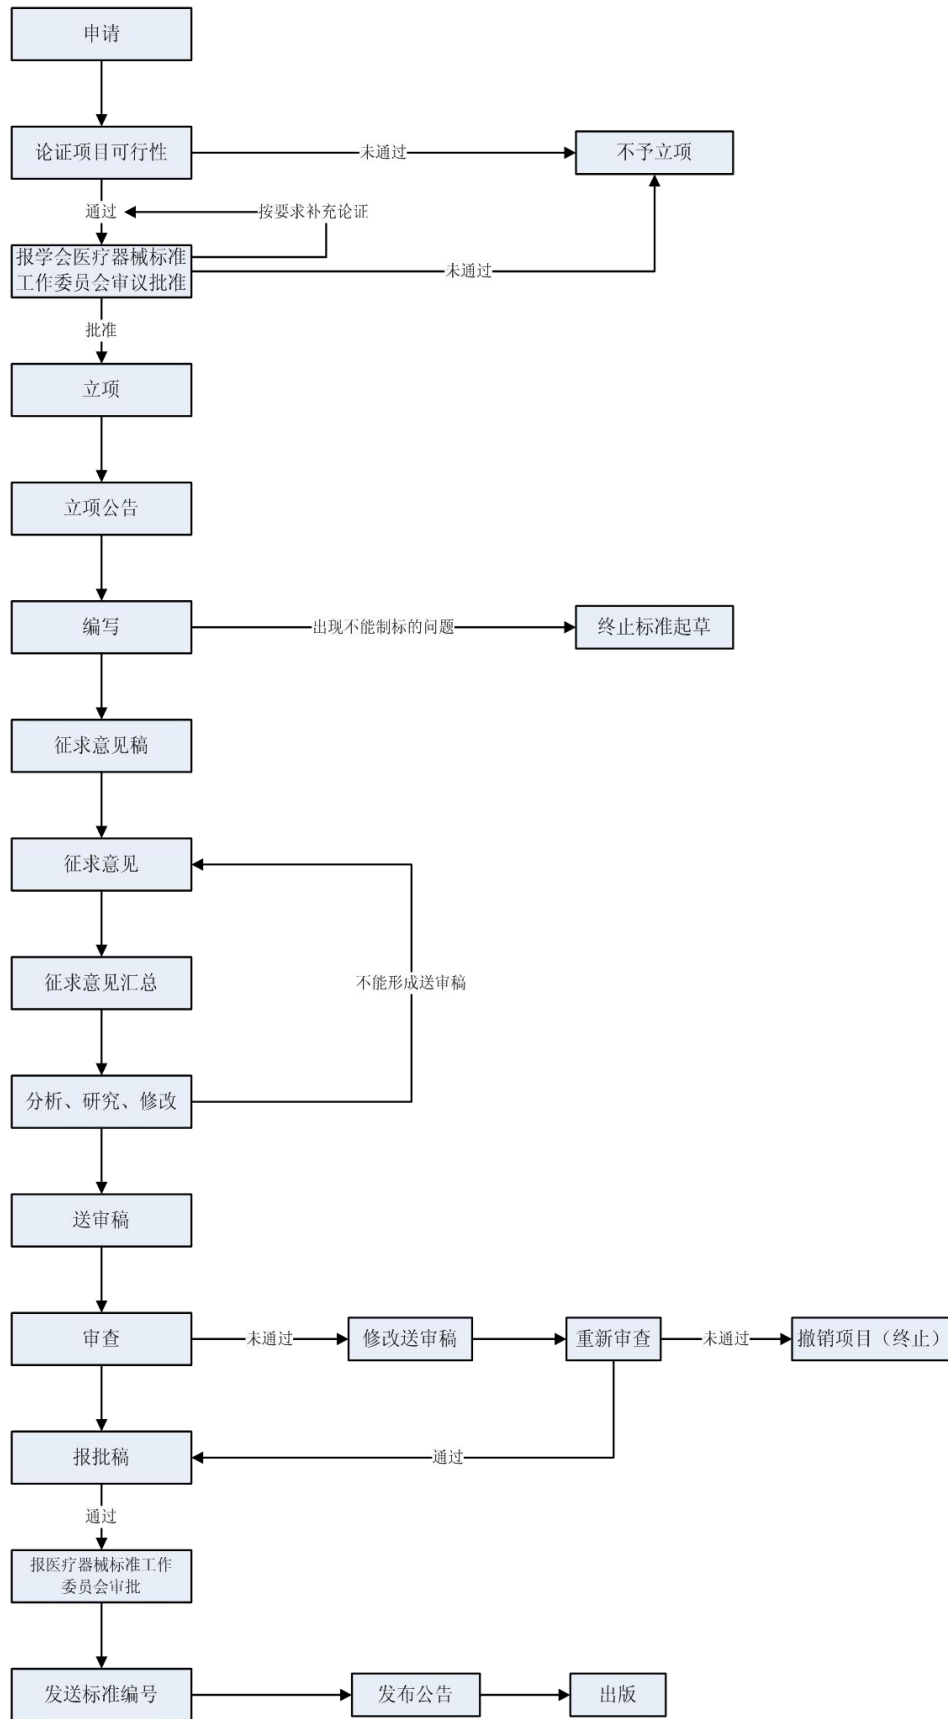 申请
论证项目可行性
未通过
不予立项
通过
按要求补充论证
报学会医疗器械标准
工作委员会审议批准
未通过
批准
立项
立项公告
编写
出现不能制标的问题
终止标准起草
征求意见稿
征求意见
征求意见汇总
不能形成送审稿
分析、研究、修改
送审稿
审查
未通过
修改送审稿
重新审查
未通过
撤销项目（终止）
报批稿
通过
通过
报医疗器械标准工作
委员会审批
发送标准编号
发布公告
出版